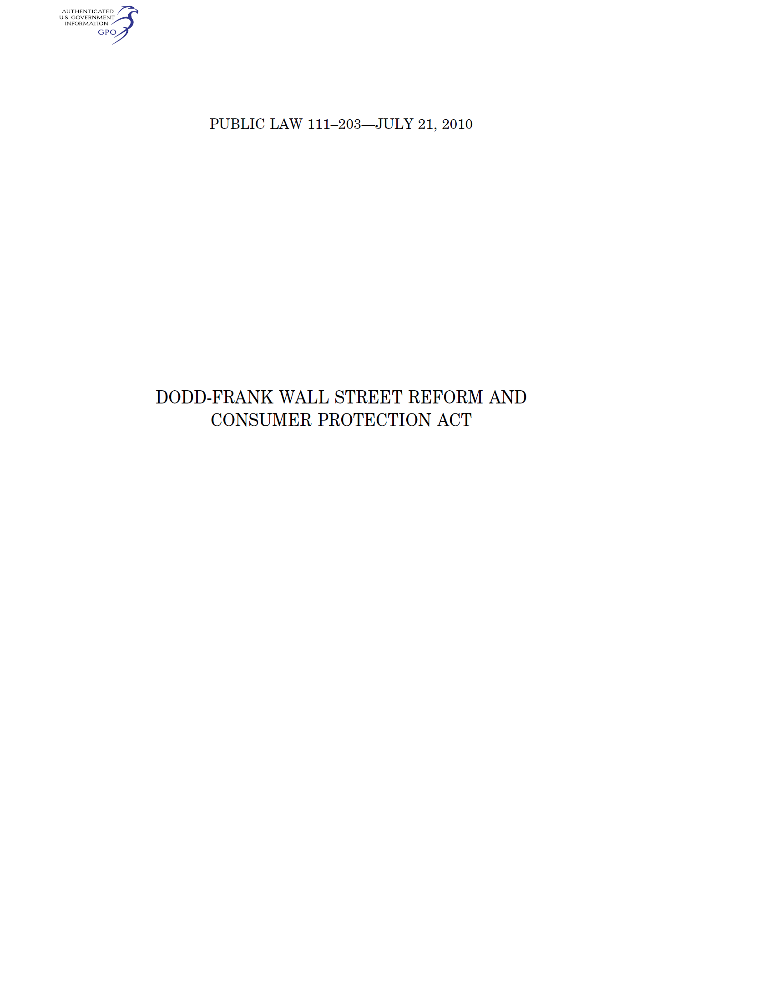 AUTHENTICATED
U.S. GOVERNMENT
INFORMATION
GPO
PUBLIC LAW 111–203—JULY 21, 2010
DODD-FRANK WALL STREET REFORM AND
CONSUMER PROTECTION ACT